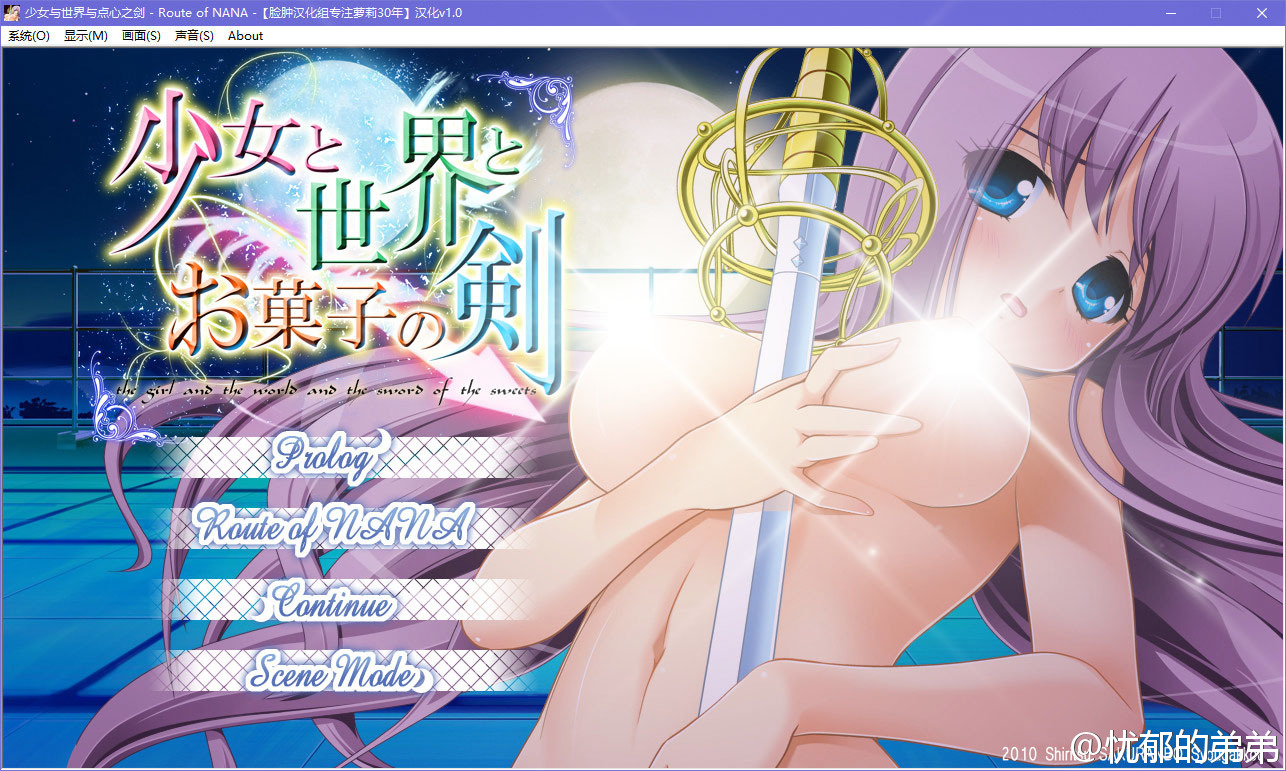 少女与世界与点心之剑 - Route of NANA -【脸肿汉化组专注萝莉30年】汉化v1.0
系统(O) 显示(M) 画面(S) 声音(S) About
少女と
世界と
お菓子の剣
the girl and the world and the sword of the sweets
Prolog
Route of NANA
Continue
Scene Mode
2010
@忧郁的弟弟